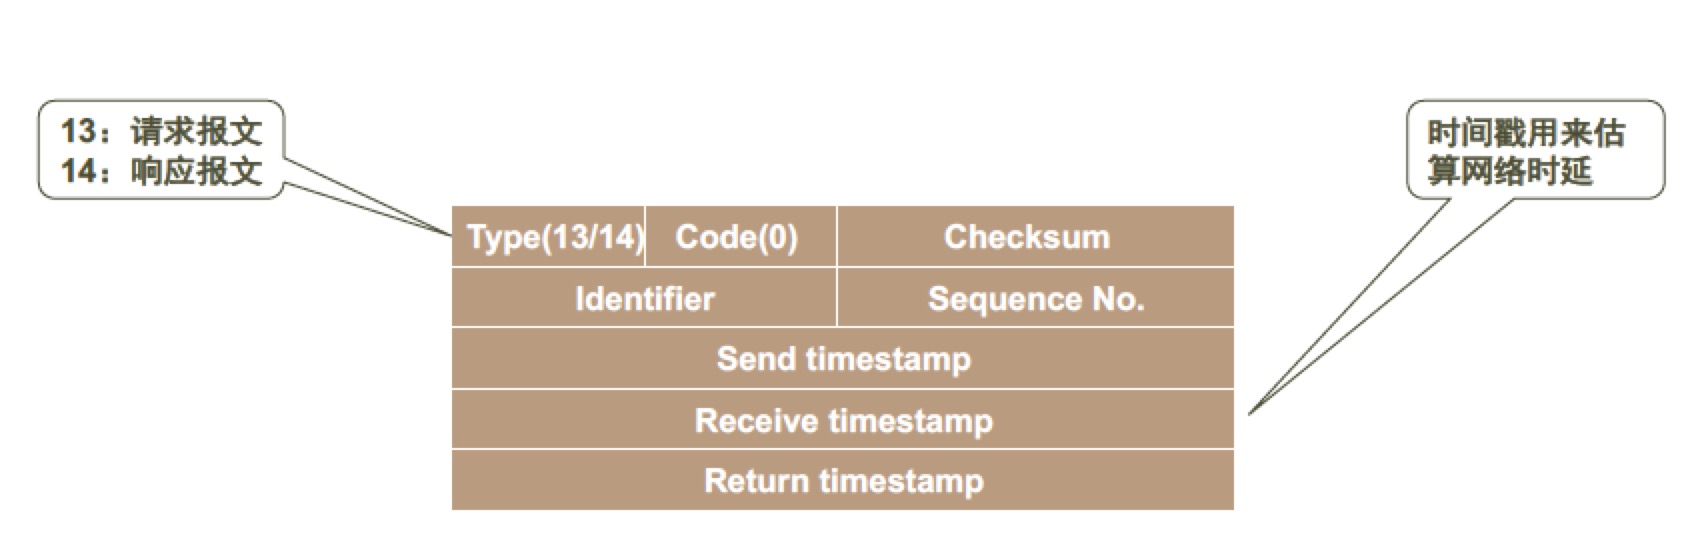 13：请求报文
14：响应报文
时间戳用来估
算网络时延
Type(13/14) Code(0) Checksum
Identifier Sequence No.
Send timestamp
Receive timestamp
Return timestamp